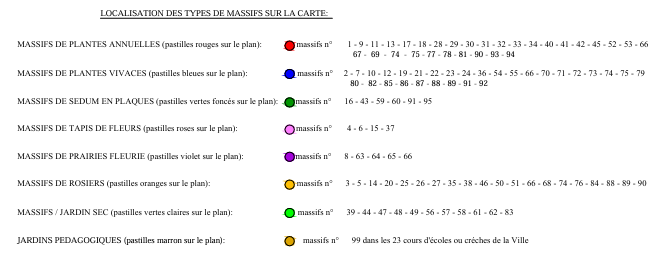 LOCALISATION DES TYPES DE MASSIFS SUR LA CARTE:
MASSIFS DE PLANTES ANNUELLES (pastilles rouges sur le plan): massifs n° 1 - 9 - 11 - 13 - 17 - 18 - 28 - 29 - 30 - 31 - 32 - 33 - 34 - 40 - 41 - 42 - 45 - 52 - 53 - 66
67 - 69 - 74 - 75 - 77 - 78 - 81 - 90 - 93 - 94
MASSIFS DE PLANTES VIVACES (pastilles bleues sur le plan): massifs n° 2 - 7 - 10 - 12 - 19 - 21 - 22 - 23 - 24 - 36 - 54 - 55 - 66 - 70 - 71 - 72 - 73 - 74 - 75 - 79
80 - 82 - 85 - 86 - 87 - 88 - 89 - 91 - 92
MASSIFS DE SEDUM EN PLAQUES (pastilles vertes foncés sur le plan): massifs n° 16 - 43 - 59 - 60 - 91 - 95
MASSIFS DE TAPIS DE FLEURS (pastilles roses sur le plan): massifs n° 4 - 6 - 15 - 37
MASSIFS DE PRAIRIES FLEURIE (pastilles violet sur le plan): massifs n° 8 - 63 - 64 - 65 - 66
MASSIFS DE ROSIERS (pastilles oranges sur le plan): massifs n° 3 - 5 - 14 - 20 - 25 - 26 - 27 - 35 - 38 - 46 - 50 - 51 - 66 - 68 - 74 - 76 - 84 - 88 - 89 - 90
MASSIFS / JARDIN SEC (pastilles vertes claires sur le plan): massifs n° 39 - 44 - 47 - 48 - 49 - 56 - 57 - 58 - 61 - 62 - 83
JARDINS PEDAGOGIQUES (pastilles marron sur le plan): massifs n° 99 dans les 23 cours d'écoles ou crèches de la Ville